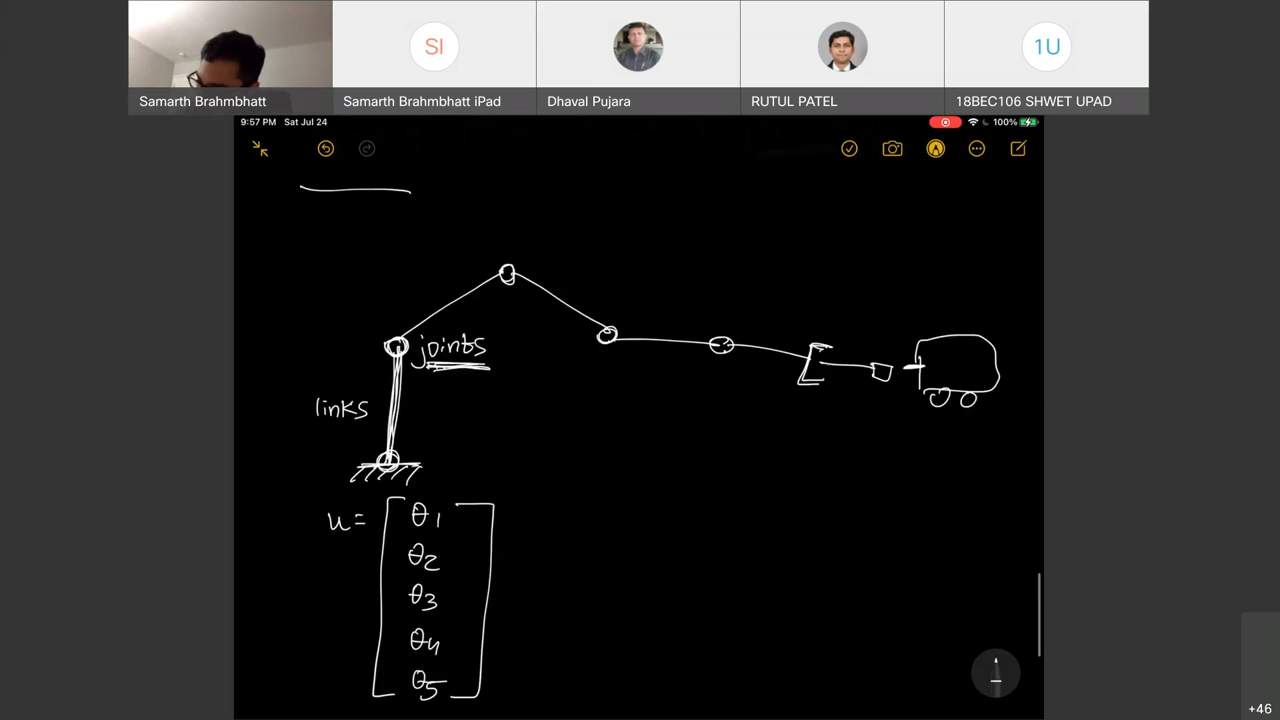 SI
1U
Samarth Brahmbhatt
Samarth Brahmbhatt iPad
Dhaval Pujara
RUTUL PATEL
18BEC106 SHWET UPAD
9:57 PM Sat Jul 24
100%
joints
links
u = [θ1
θ2
θ3
θ4
θ5]
+46